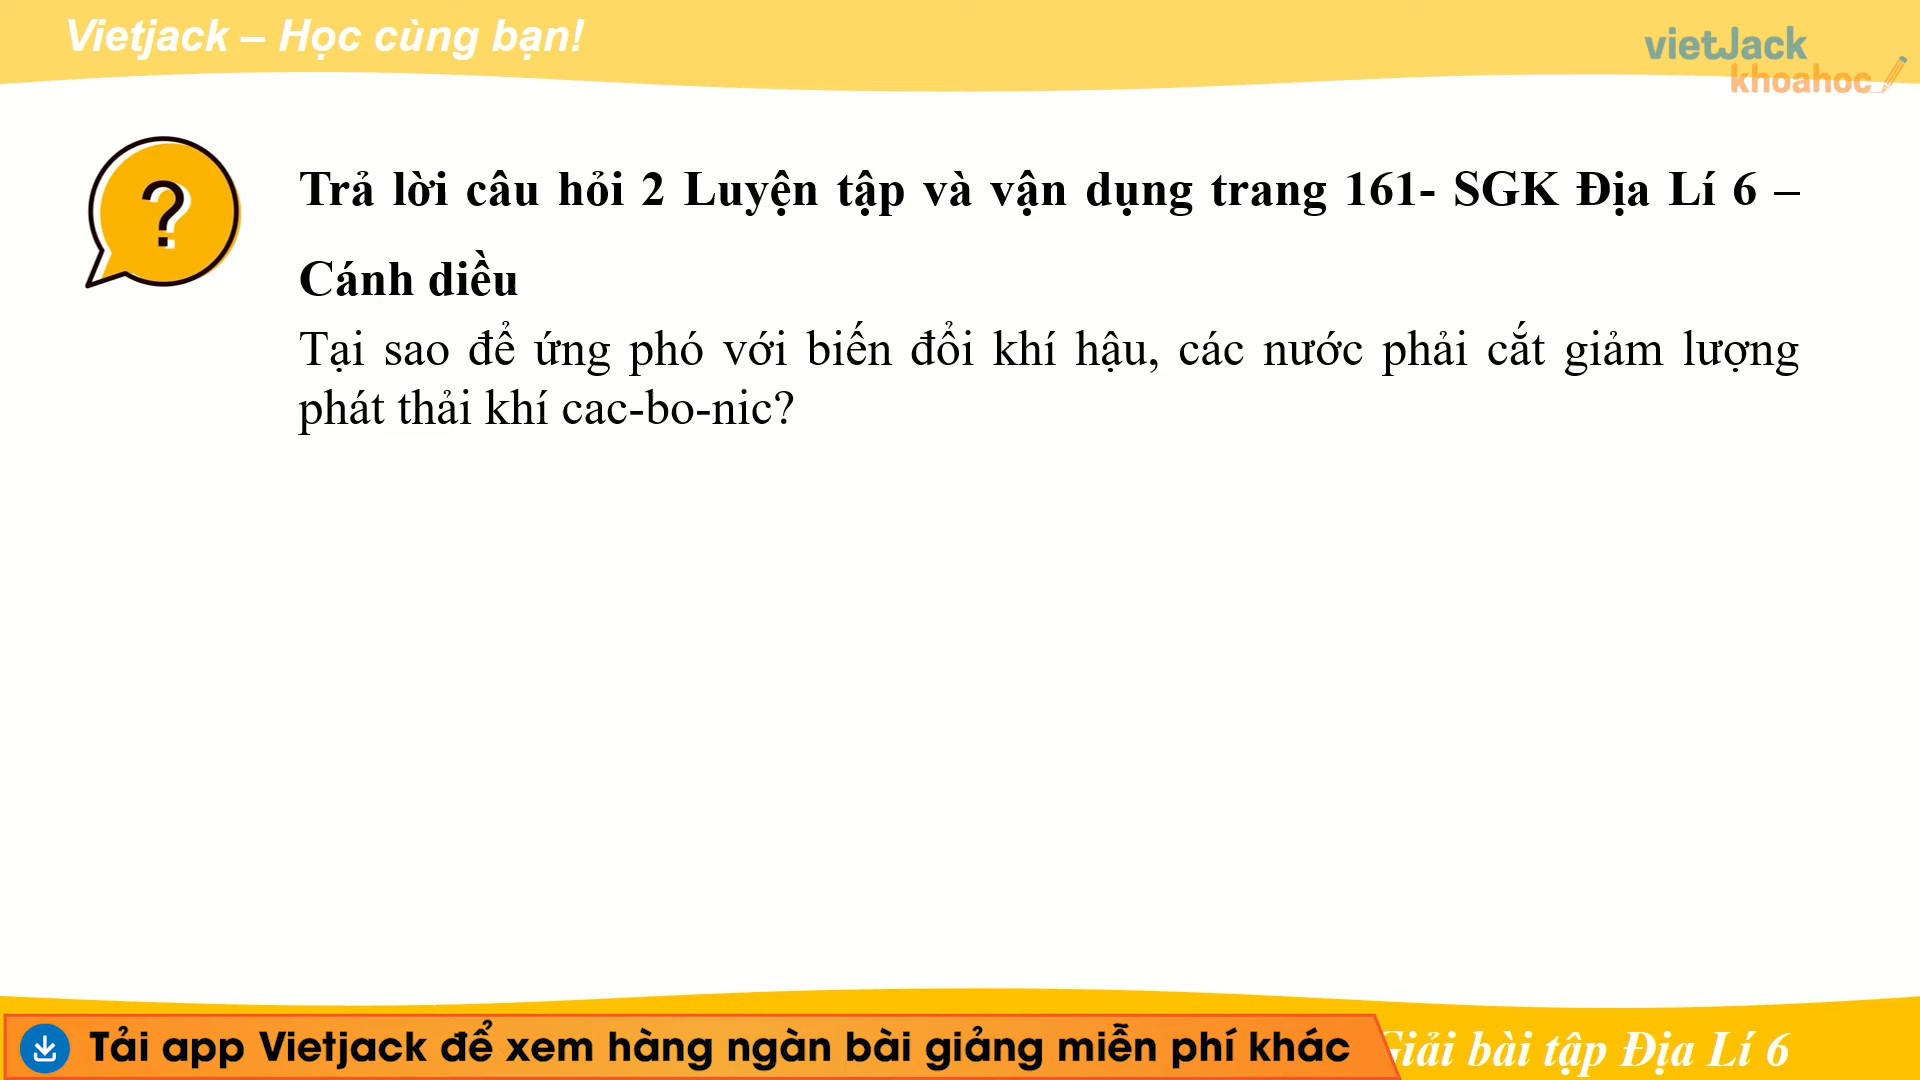 Vietjack – Học cùng bạn!
vietJack
khoahoc
?
Trả lời câu hỏi 2 Luyện tập và vận dụng trang 161- SGK Địa Lí 6 –
Cánh diều
Tại sao để ứng phó với biến đổi khí hậu, các nước phải cắt giảm lượng
phát thải khí cac-bo-nic?
Tải app Vietjack để xem hàng ngàn bài giảng miễn phí khác
Giải bài tập Địa Lí 6